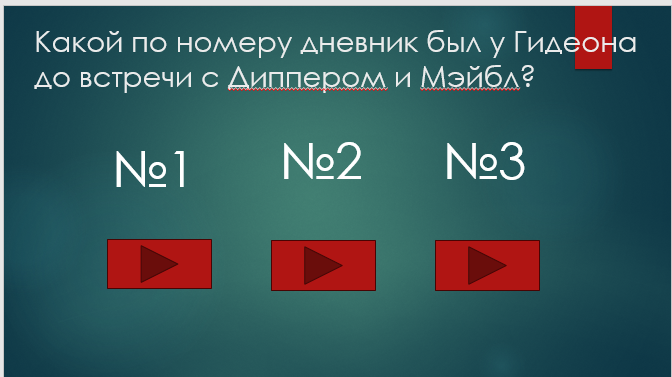 Какой по номеру дневник был у Гидеона
до встречи с Диппером и Мэйбл?
№1 №2 №3